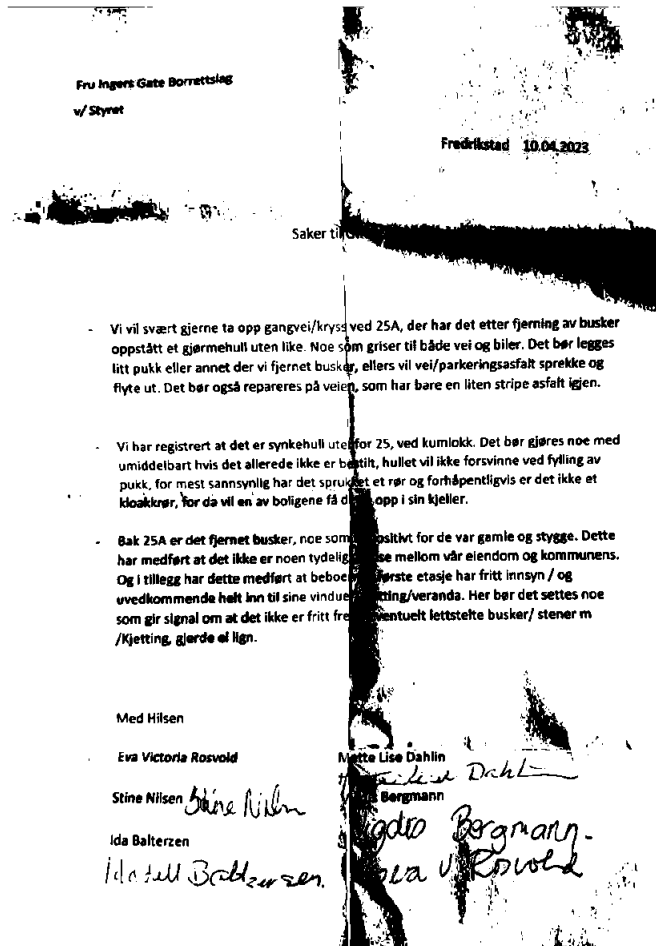 Fru Ingers Gate Borrettslag
v/ Styret
Fredrikstad 10.04.2023
Saker til
- Vi vil svært gjerne ta opp gangvei/kryss ved 25A, der har det etter fjerning av busker
oppstått et gjørmehull uten like. Noe som griser til både vei og biler. Det bør legges
litt pukk eller annet der vi fjernet busker, ellers vil vei/parkeringsasfalt sprekke og
flyte ut. Det bør også repareres på veien, som har bare en liten stripe asfalt igjen.
- Vi har registrert at det er synkehull utenfor 25, ved kumlokk. Det bør gjøres noe med
umiddelbart hvis det allerede ikke er bestilt, hullet vil ikke forsvinne ved fylling av
pukk, for mest sannsynlig har det sprukket et rør og forhåpentligvis er det ikke et
kloakkrør, for da vil en av boligene få opp i sin kjeller.
- Bak 25A er det fjernet busker, noe som positivt for de var gamle og stygge. Dette
har medført at det ikke er noen tydelig mellom vår eiendom og kommunens.
Og i tillegg har dette medført at første etasje har fritt innsyn / og
uvedkommende helt inn til sine vindue /veranda. Her bør det settes noe
som gir signal om at det ikke er fritt eventuelt lettstelte busker/ stener m
/Kjetting, gjerde el lign.
Med Hilsen
Eva Victoria Rosvold Mette Lise Dahlin
Dahlin
Stine Nilsen Stine Nilsen Bergmann
Bergmann
Ida Balterzen
Ida Baltzersen. Eva V Rosvold